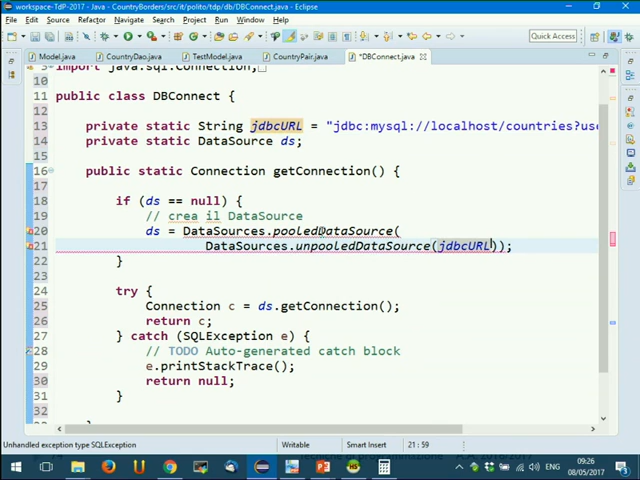 workspace-TdP-2017 - Java - CountryBorders/src/it/polito/tdp/db/DBConnect.java - Eclipse
File Edit Source Refactor Navigate Search Project Run Window Help
Quick Access
Model.java CountryDao.java TestModel.java CountryPair.java *DBConnect.java
3 import java.sql.Connection;
10
11 public class DBConnect {
12
13 private static String jdbcURL = "jdbc:mysql://localhost/countries?use
14 private static DataSource ds;
15
16 public static Connection getConnection() {
17
18 if (ds == null) {
19 // crea il DataSource
20 ds = DataSources.pooledDataSource(
21 DataSources.unpooledDataSource(jdbcURL));
22 }
23
24 try {
25 Connection c = ds.getConnection();
26 return c;
27 } catch (SQLException e) {
28 // TODO Auto-generated catch block
29 e.printStackTrace();
30 return null;
31 }
32
Unhandled exception type SQLException Writable Smart Insert 21 : 59
09:26
ENG
08/05/2017